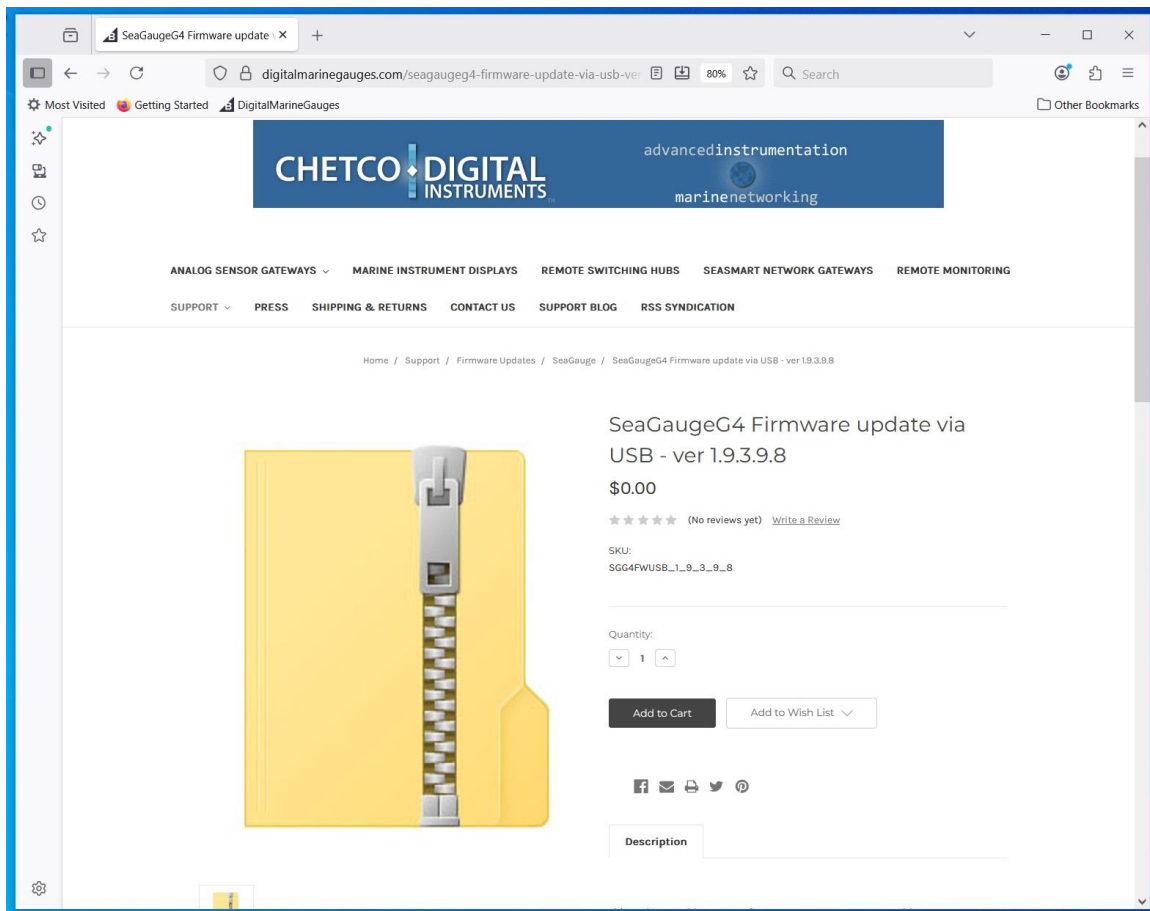 SeaGaugeG4 Firmware update
digitalmarinegauges.com/seagaugeg4-firmware-update-via-usb-ve
80%
Search
Most Visited
Getting Started
DigitalMarineGauges
Other Bookmarks
CHETCO DIGITAL
INSTRUMENTS
advancedinstrumentation
marinenetworking
ANALOG SENSOR GATEWAYS
MARINE INSTRUMENT DISPLAYS
REMOTE SWITCHING HUBS
SEASMART NETWORK GATEWAYS
REMOTE MONITORING
SUPPORT
PRESS
SHIPPING & RETURNS
CONTACT US
SUPPORT BLOG
RSS SYNDICATION
Home / Support / Firmware Updates / SeaGauge / SeaGaugeG4 Firmware update via USB - ver 1.9.3.9.8
SeaGaugeG4 Firmware update via
USB - ver 1.9.3.9.8
$0.00
(No reviews yet) Write a Review
SKU:
SGG4FWUSB_1_9_3_9_8
Quantity:
1
Add to Cart
Add to Wish List
Description